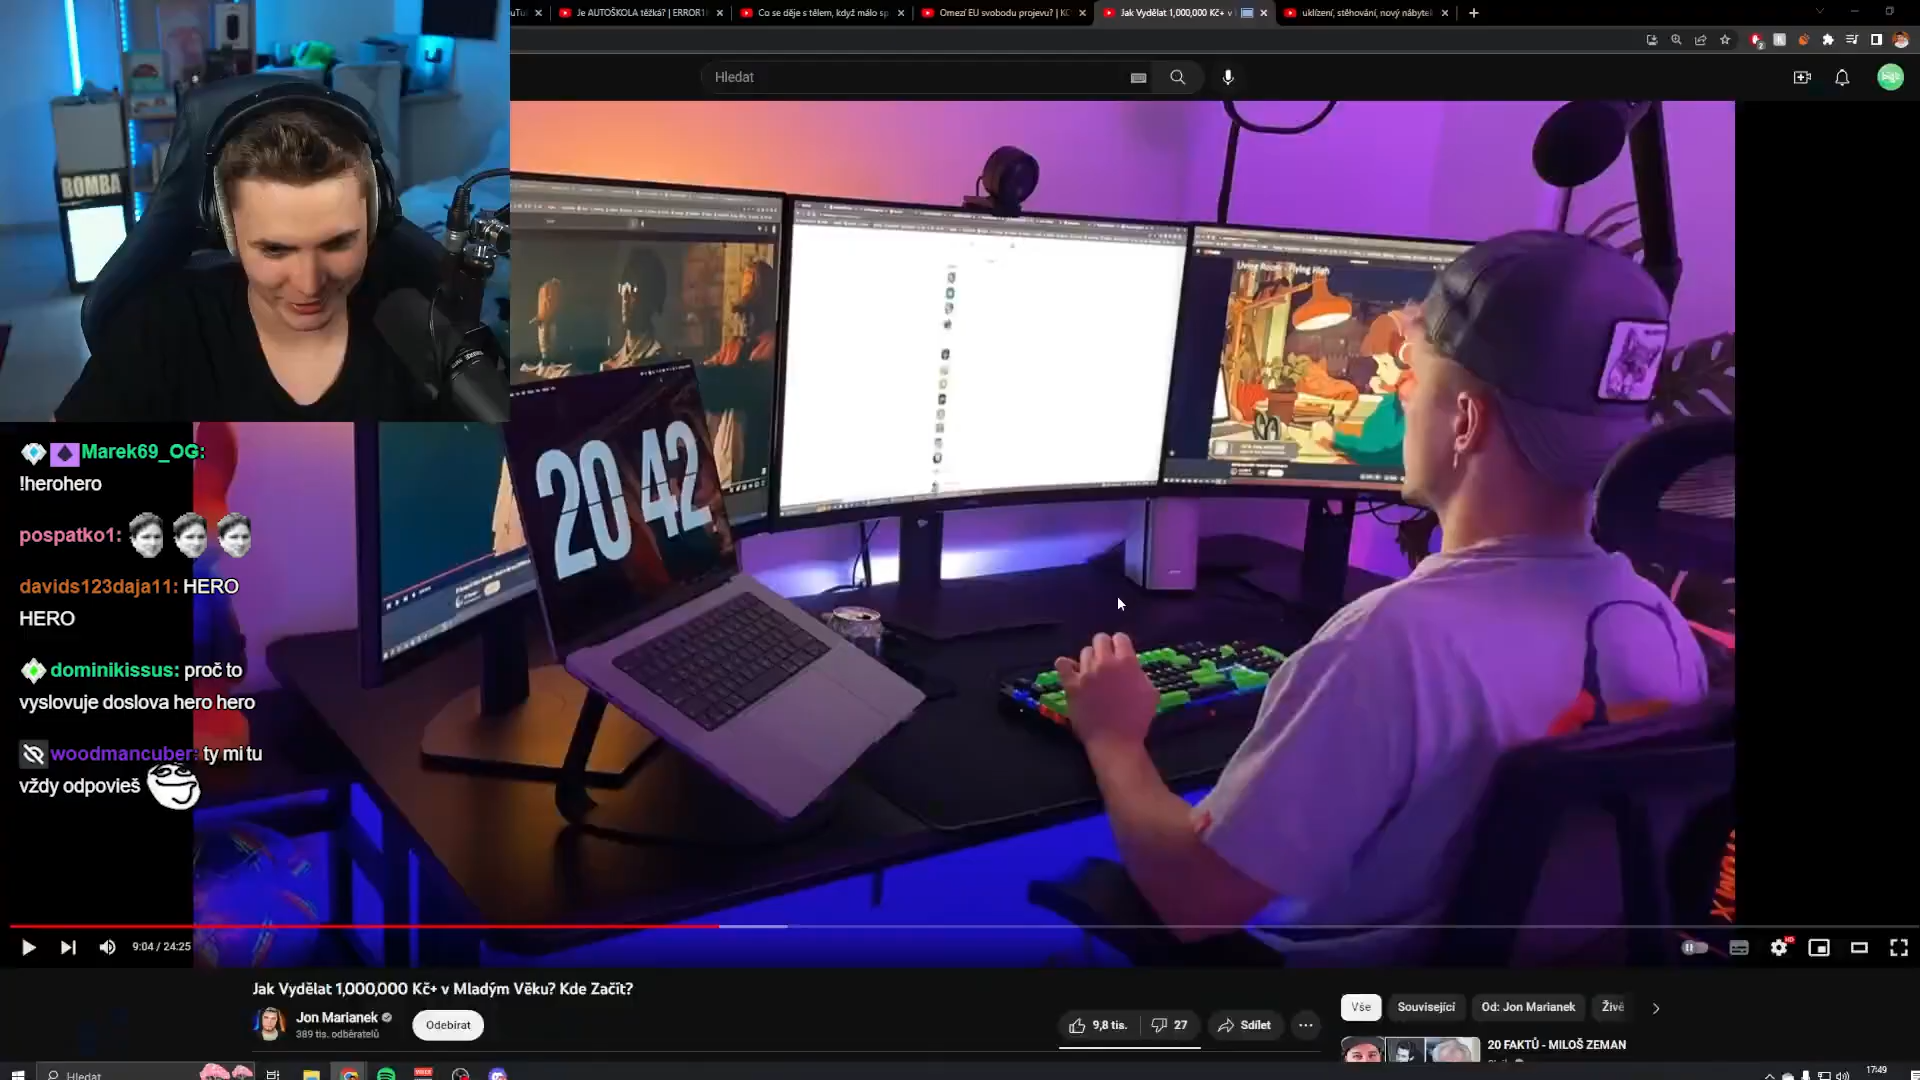 Je AUTOŠKOLA těžká? | ERROR1
Co se děje s tělem, když málo sp
Omezí EU svobodu projevu? | KO
Jak Vydělat 1,000,000 Kč+ v
uklízení, stěhování, nový nábytek
Hledat
BOMBA
20 42
Marek69_OG:
!herohero
pospatko1:
davids123daja11: HERO
HERO
dominikissus: proč to
vyslovuje doslova hero hero
woodmancuber: ty mi tu
vždy odpovieš
9:04 / 24:25
Jak Vydělat 1,000,000 Kč+ v Mladým Věku? Kde Začít?
Jon Marianek
389 tis. odběratelů
Odebírat
9,8 tis.
27
Sdílet
Vše
Související
Od: Jon Marianek
Živě
20 FAKTŮ - MILOŠ ZEMAN
Hledat
17:49